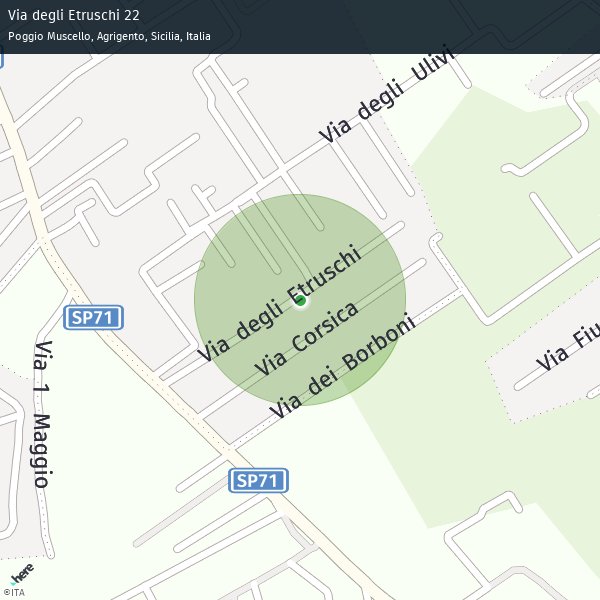 Via degli Etruschi 22
Poggio Muscello, Agrigento, Sicilia, Italia
Via degli Ulivi
Via degli Etruschi
SP71
Via Corsica
Via dei Borboni
Via Fiu
Via 1 Maggio
SP71
here
©ITA